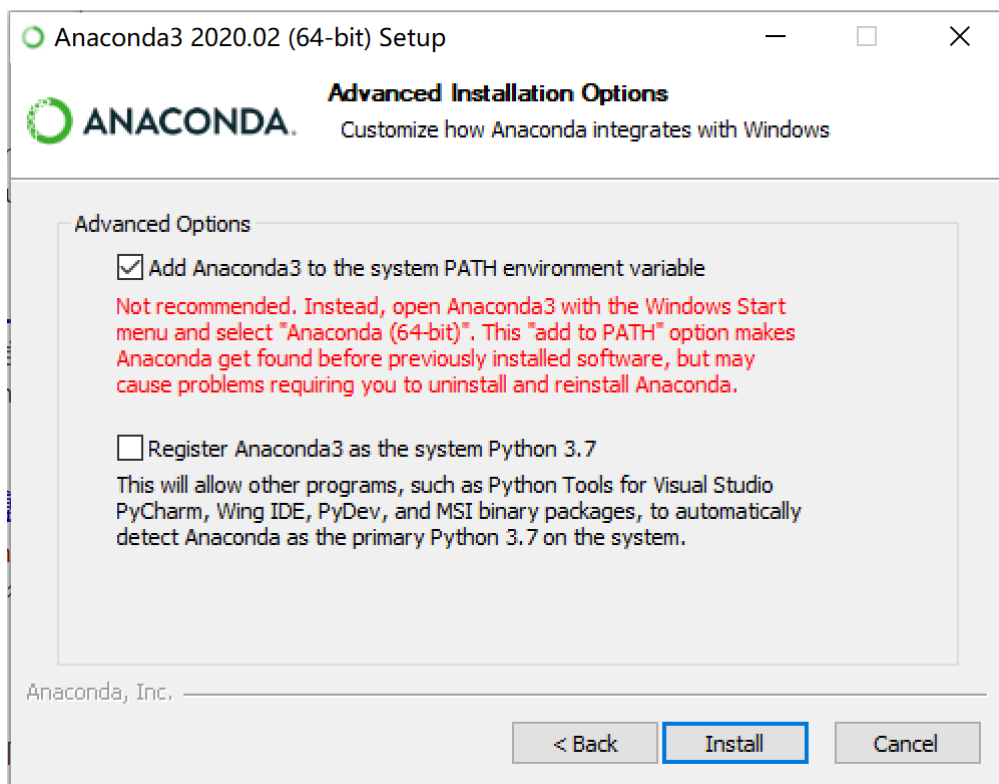 Anaconda3 2020.02 (64-bit) Setup
ANACONDA.
Advanced Installation Options
Customize how Anaconda integrates with Windows
Advanced Options
Add Anaconda3 to the system PATH environment variable
Not recommended. Instead, open Anaconda3 with the Windows Start
menu and select "Anaconda (64-bit)". This "add to PATH" option makes
Anaconda get found before previously installed software, but may
cause problems requiring you to uninstall and reinstall Anaconda.
Register Anaconda3 as the system Python 3.7
This will allow other programs, such as Python Tools for Visual Studio
PyCharm, Wing IDE, PyDev, and MSI binary packages, to automatically
detect Anaconda as the primary Python 3.7 on the system.
Anaconda, Inc.
< Back
Install
Cancel